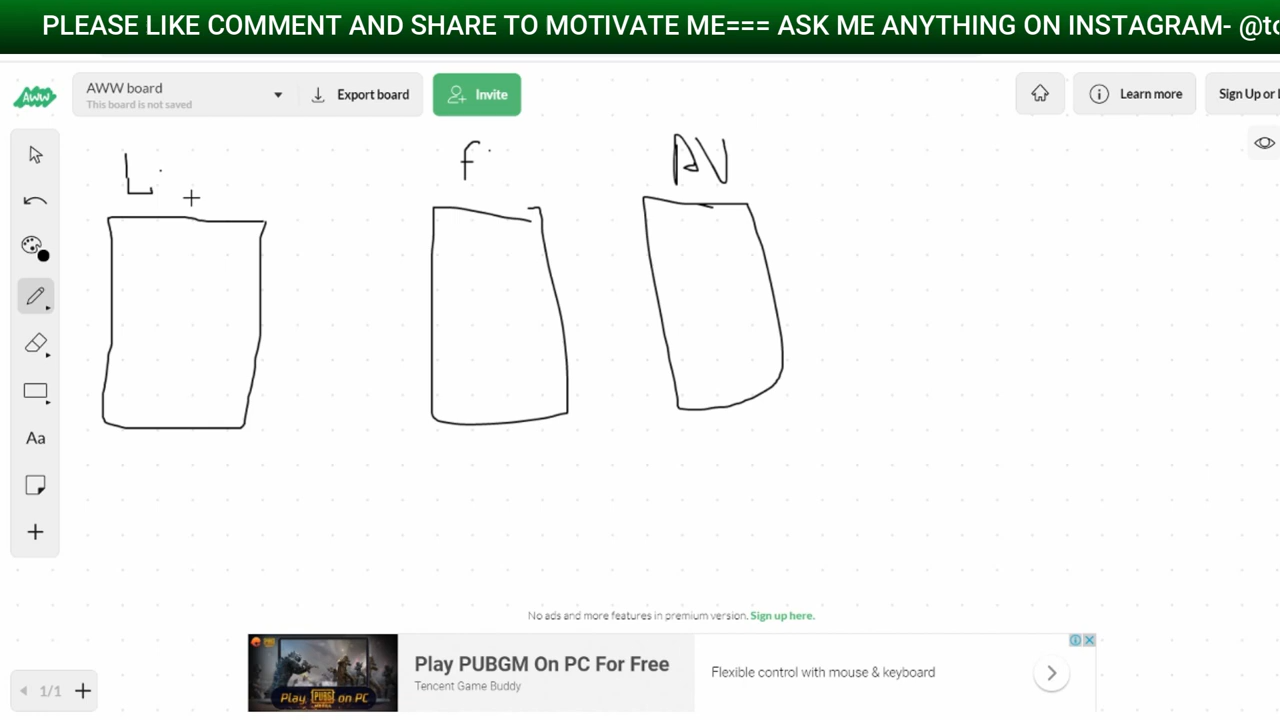 PLEASE LIKE COMMENT AND SHARE TO MOTIVATE ME=== ASK ME ANYTHING ON INSTAGRAM-
AWW
AWW board
This board is not saved
Export board
Invite
Learn more
Sign Up or
L
f
AV
Aa
No ads and more features in premium version. Sign up here.
Play PUBGM On PC For Free
Tencent Game Buddy
Flexible control with mouse & keyboard
Play PUBG on PC
1/1